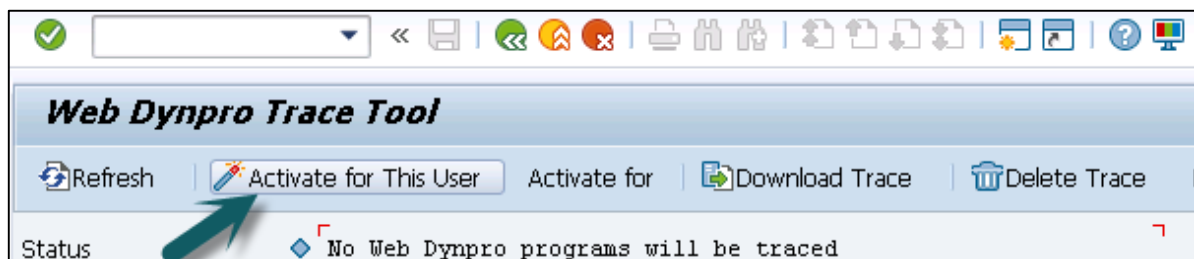 Web Dynpro Trace Tool
Refresh Activate for This User Activate for Download Trace Delete Trace
Status No Web Dynpro programs will be traced